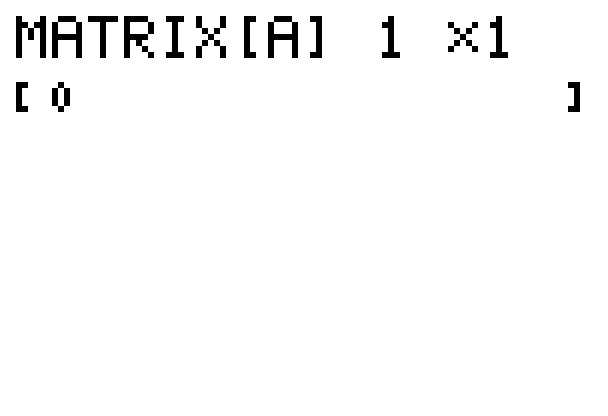 MATRIX[A] 1 ×1
[ 0 ]